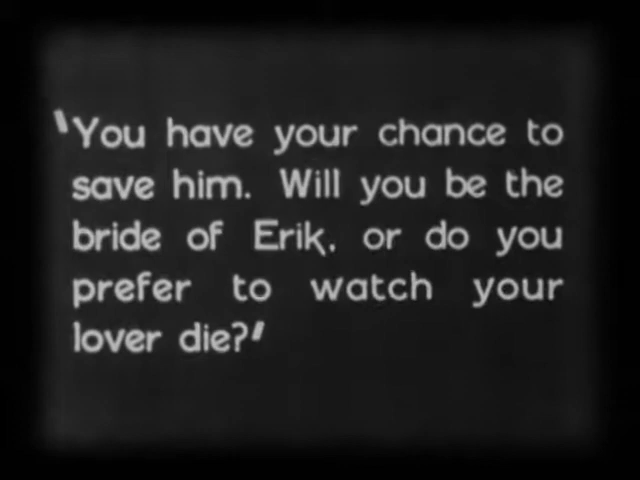 "You have your chance to
save him. Will you be the
bride of Erik, or do you
prefer to watch your
lover die?"